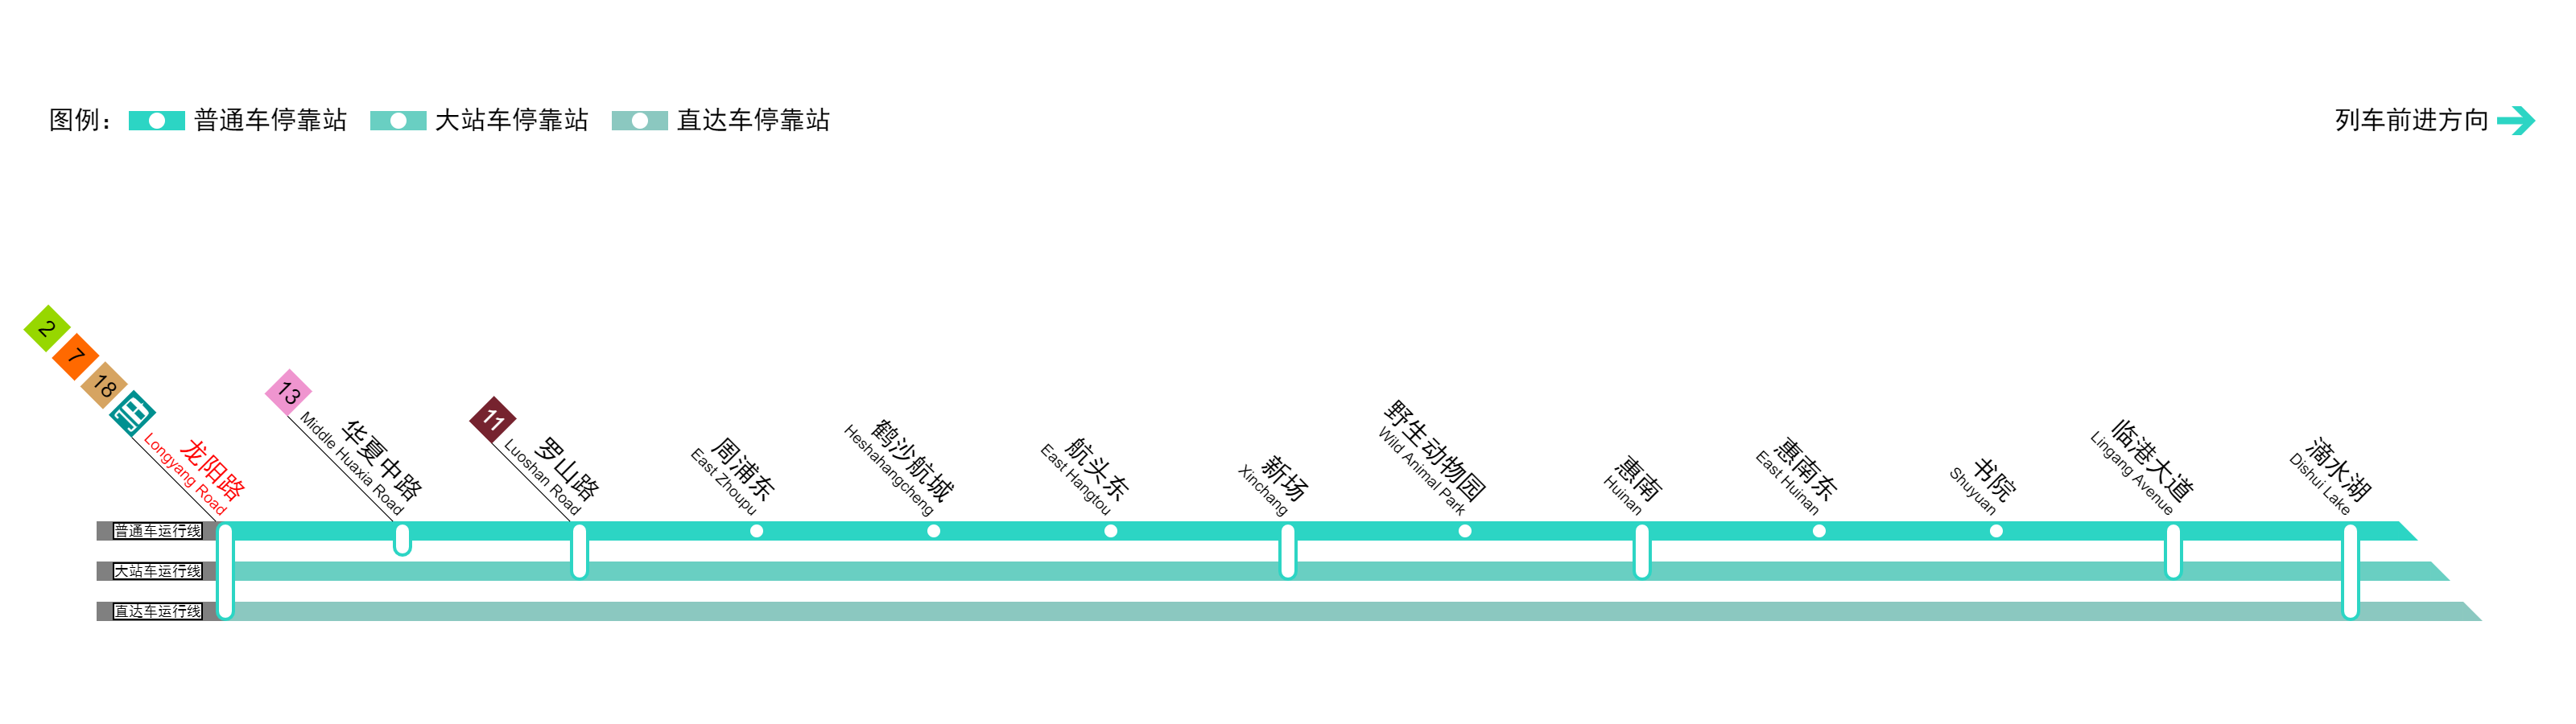 图例：
普通车停靠站
大站车停靠站
直达车停靠站
列车前进方向
2
7
18
龙阳路
Longyang Road
13
华夏中路
Middle Huaxia Road
11
罗山路
Luoshan Road
周浦东
East Zhoupu
鹤沙航城
Heshahangcheng
航头东
East Hangtou
新场
Xinchang
野生动物园
Wild Animal Park
惠南
Huinan
惠南东
East Huinan
书院
Shuyuan
临港大道
Lingang Avenue
滴水湖
Dishui Lake
普通车运行线
大站车运行线
直达车运行线